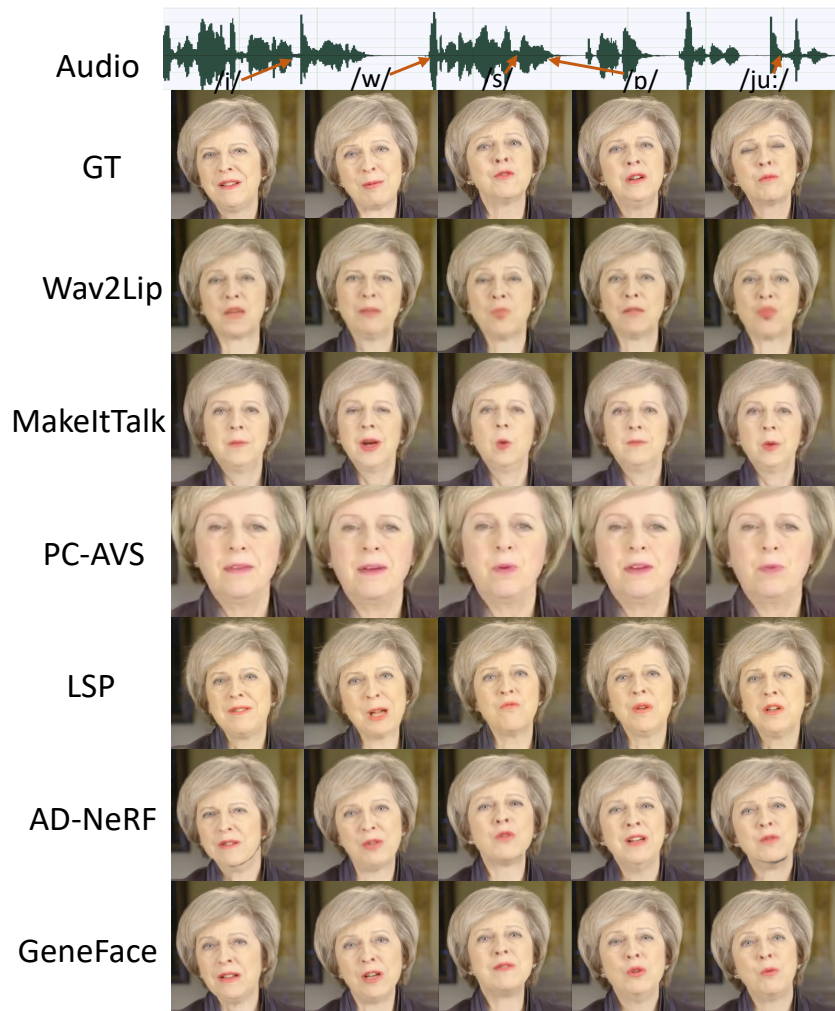 Audio
/i/ /w/ /s/ /ɒ/ /ju:/
GT
Wav2Lip
MakeItTalk
PC-AVS
LSP
AD-NeRF
GeneFace